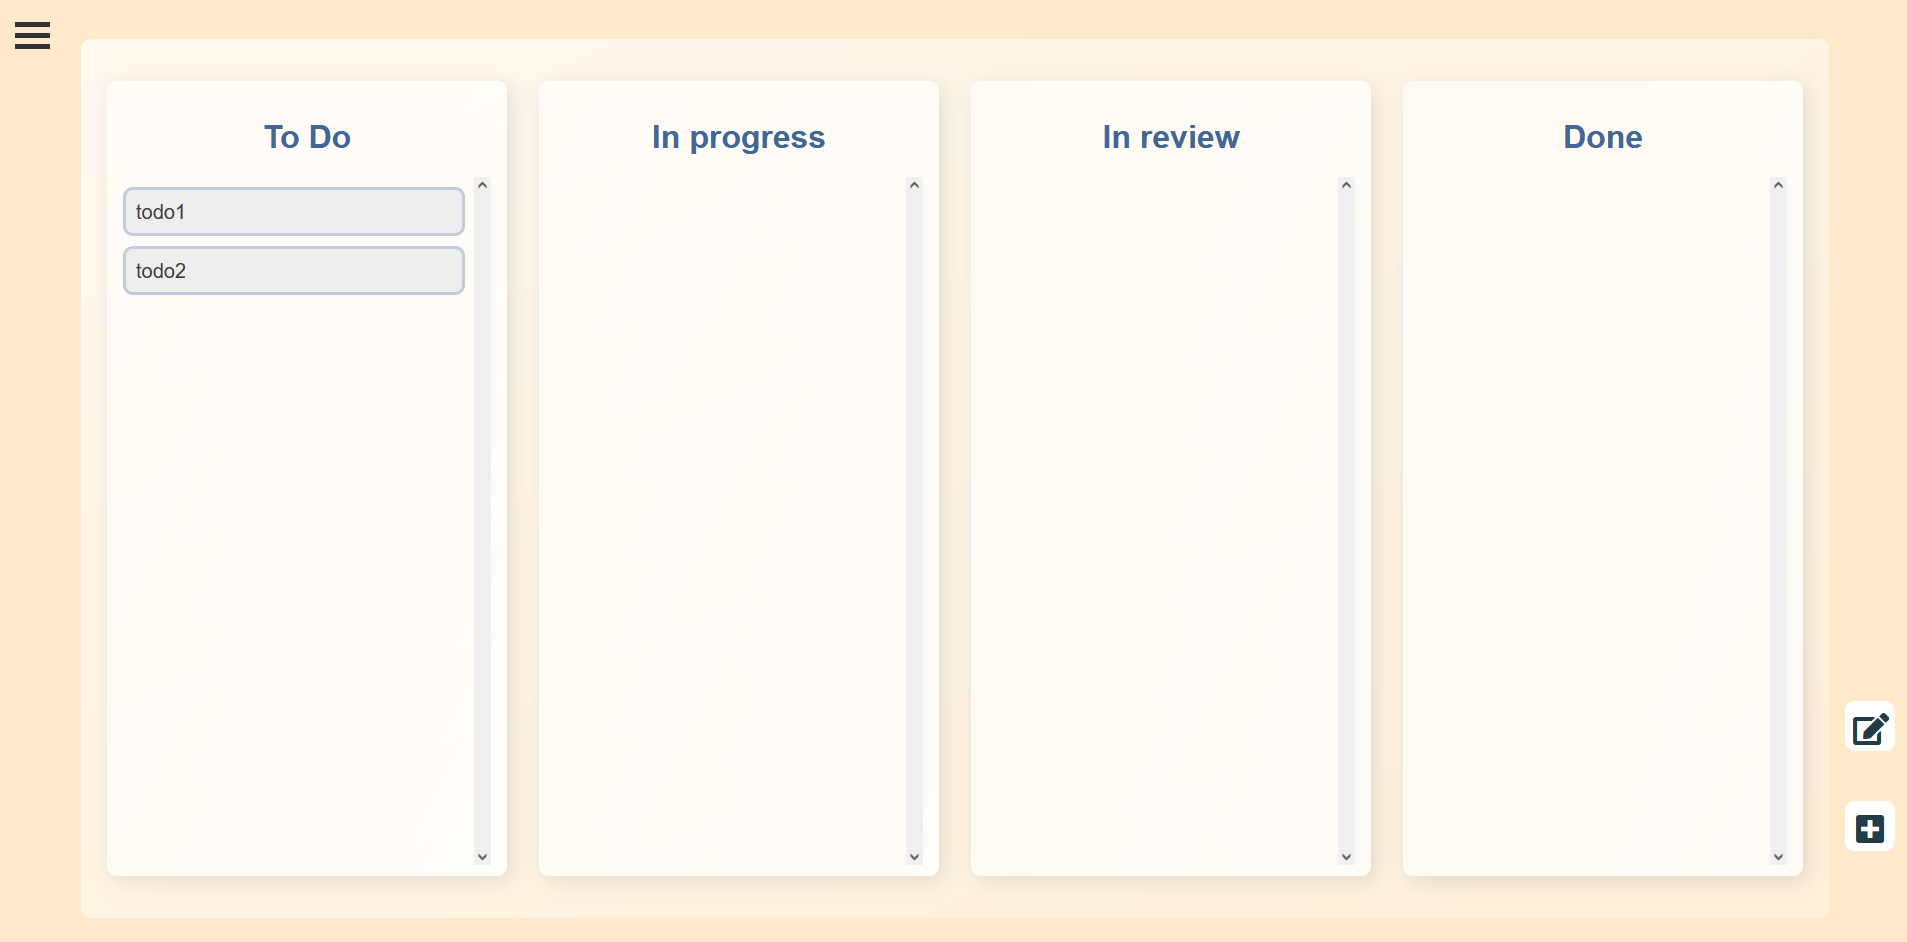 To Do
todo1
todo2
In progress
In review
Done